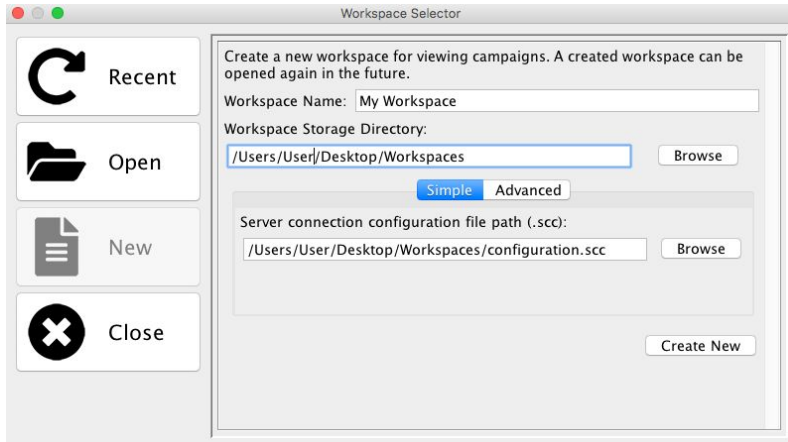 Workspace Selector
Recent
Open
New
Close
Create a new workspace for viewing campaigns. A created workspace can be
opened again in the future.
Workspace Name: My Workspace
Workspace Storage Directory:
/Users/User/Desktop/Workspaces Browse
Simple Advanced
Server connection configuration file path (.scc):
/Users/User/Desktop/Workspaces/configuration.scc Browse
Create New